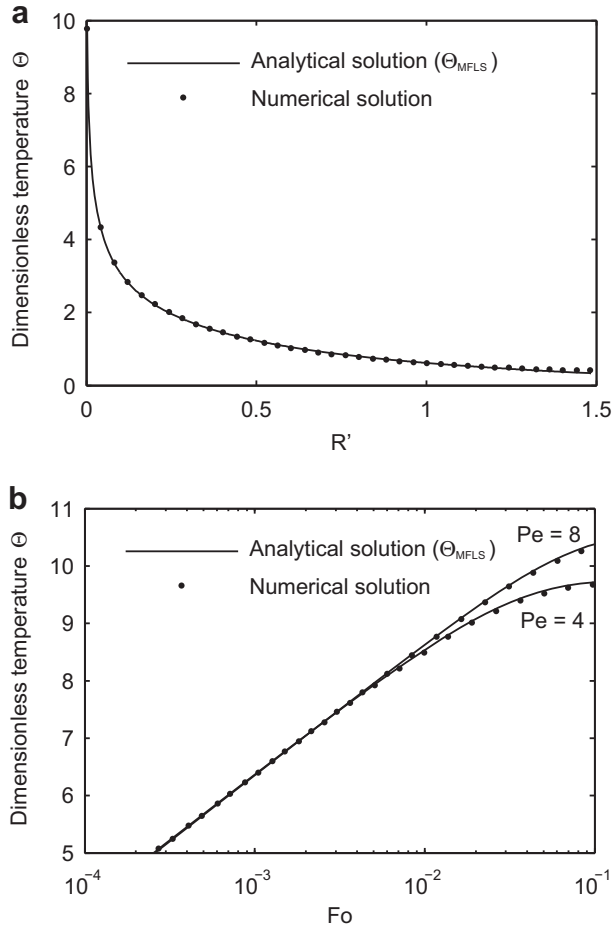 a
10
8
6
4
2
0
Dimensionless temperature Θ
Analytical solution (Θ_MFLS)
Numerical solution
0
0.5
1
1.5
R'
b
11
10
9
8
7
6
5
Dimensionless temperature Θ
Analytical solution (Θ_MFLS)
Numerical solution
Pe = 8
Pe = 4
10⁻⁴
10⁻³
10⁻²
10⁻¹
Fo